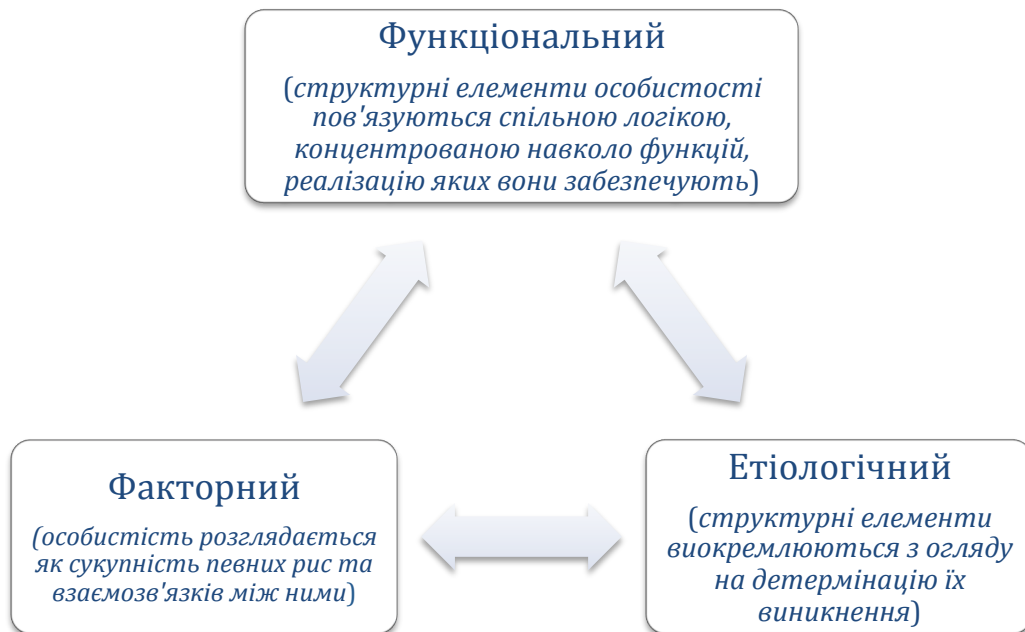 Функціональний
(структурні елементи особистості
пов'язуються спільною логікою,
концентрованою навколо функцій,
реалізацію яких вони забезпечують)
Факторний
(особистість розглядається
як сукупність певних рис та
взаємозв'язків між ними)
Етіологічний
(структурні елементи
виокремлюються з огляду
на детермінацію їх
виникнення)